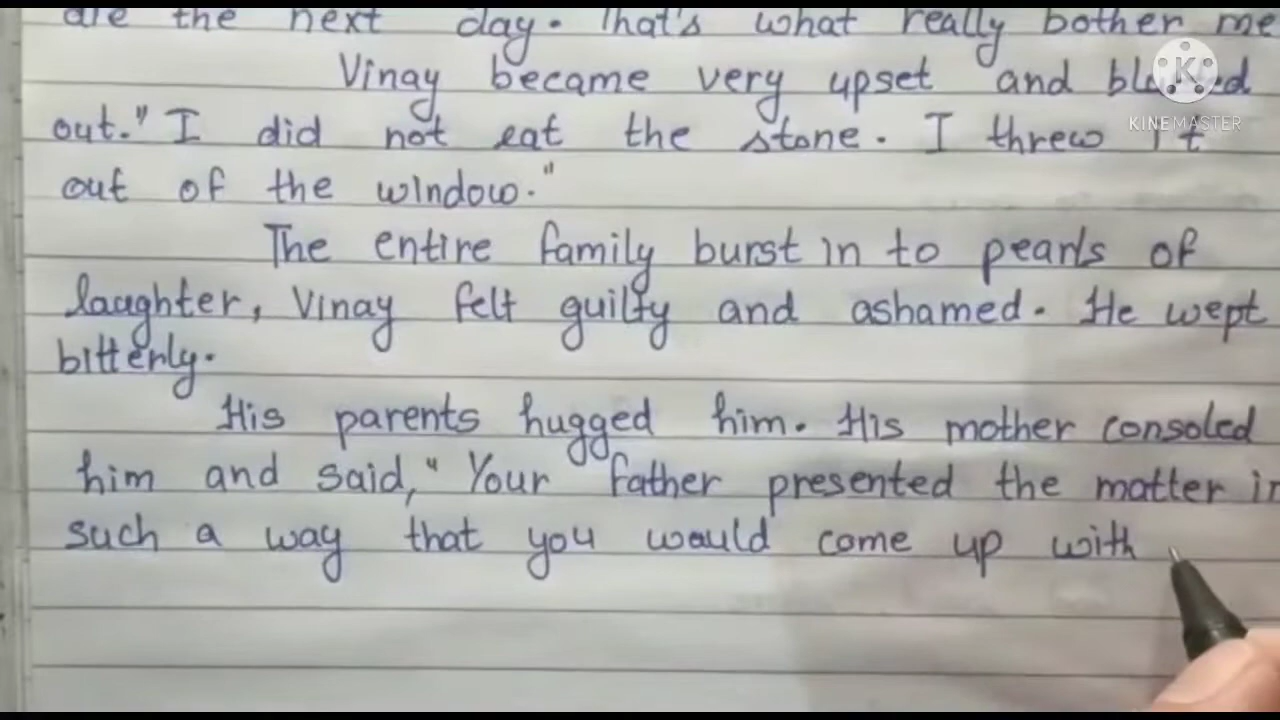 the next day. That's what really bother me
Vinay became very upset and
out." I did not eat the stone. I threw it
out of the window."
The entire family burst in to pearls of
laughter, Vinay felt guilty and ashamed. He wept
bitterly.
His parents hugged him. His mother consoled
him and said, "Your father presented the matter in
such a way that you would come up with
K
KINEMASTER